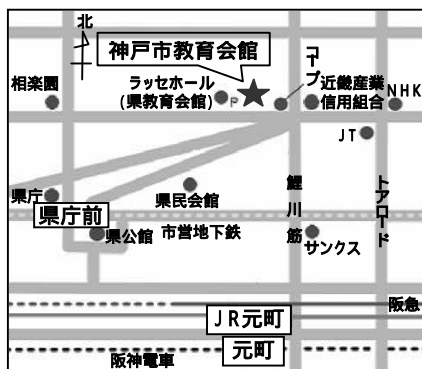 北
神戸市教育会館
コープ
相楽園
ラッセホール
(県教育会館)
P
近畿産業
信用組合
NHK
JT
県庁
県民会館
鯉川筋
トアロード
県庁前
県公館
市営地下鉄
サンクス
阪急
JR元町
元町
阪神電車